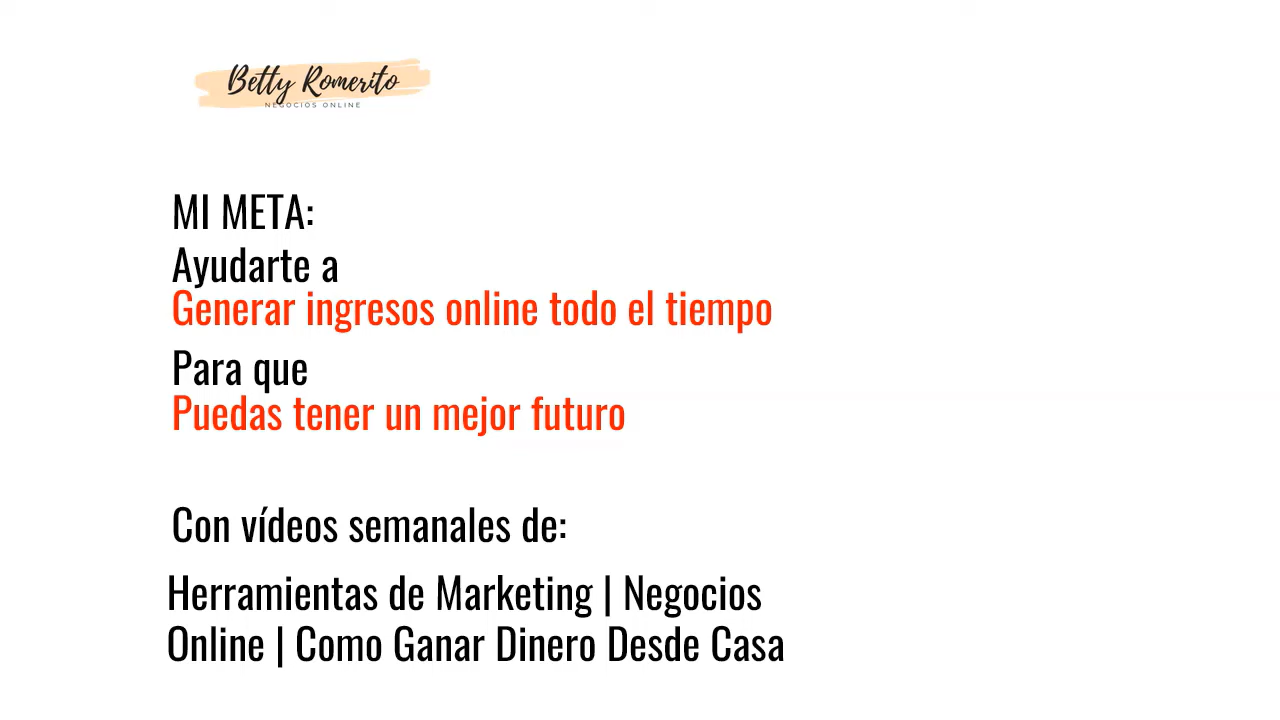 Betty Romerito
NEGOCIOS ONLINE
MI META:
Ayudarte a
Generar ingresos online todo el tiempo
Para que
Puedas tener un mejor futuro
Con vídeos semanales de:
Herramientas de Marketing | Negocios
Online | Como Ganar Dinero Desde Casa